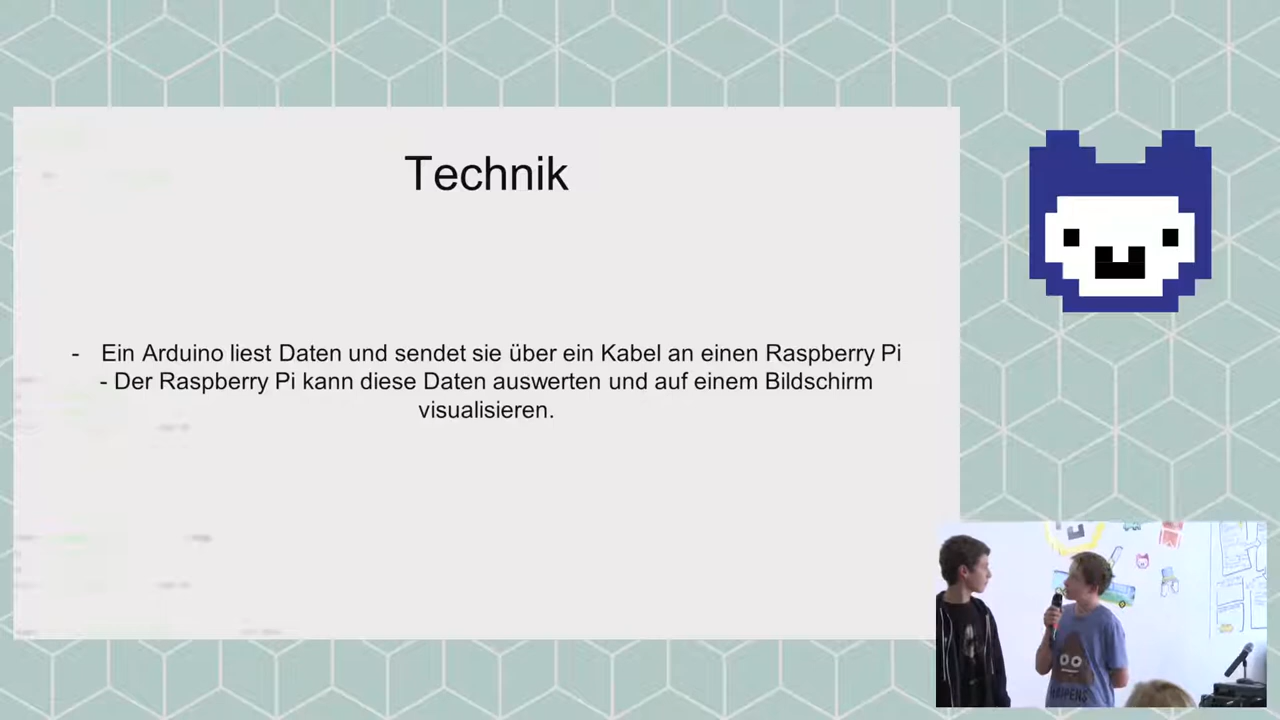 Technik
- Ein Arduino liest Daten und sendet sie über ein Kabel an einen Raspberry Pi
- Der Raspberry Pi kann diese Daten auswerten und auf einem Bildschirm
visualisieren.